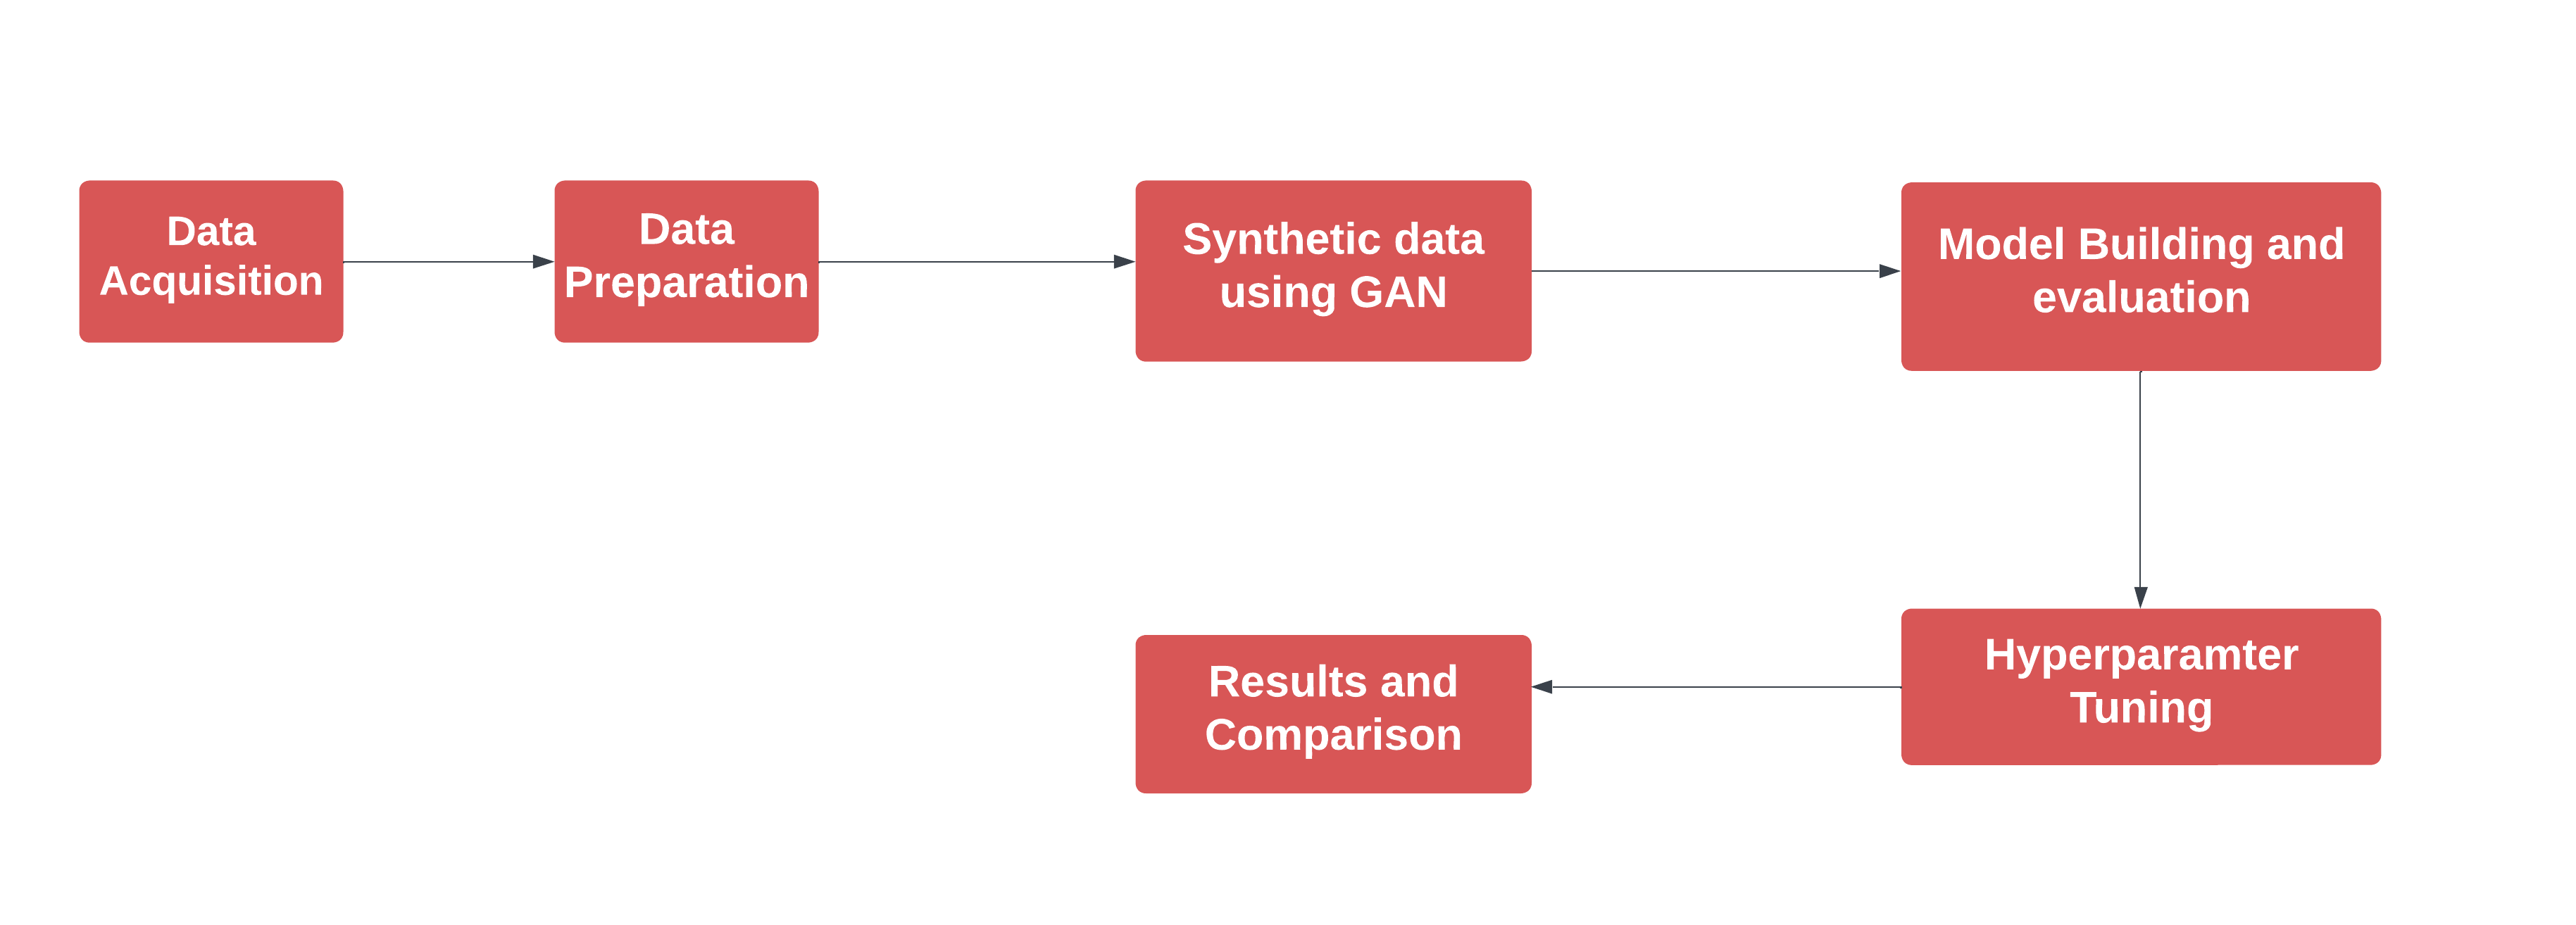 Data
Acquisition
Data
Preparation
Synthetic data
using GAN
Model Building and
evaluation
Hyperparamter
Tuning
Results and
Comparison